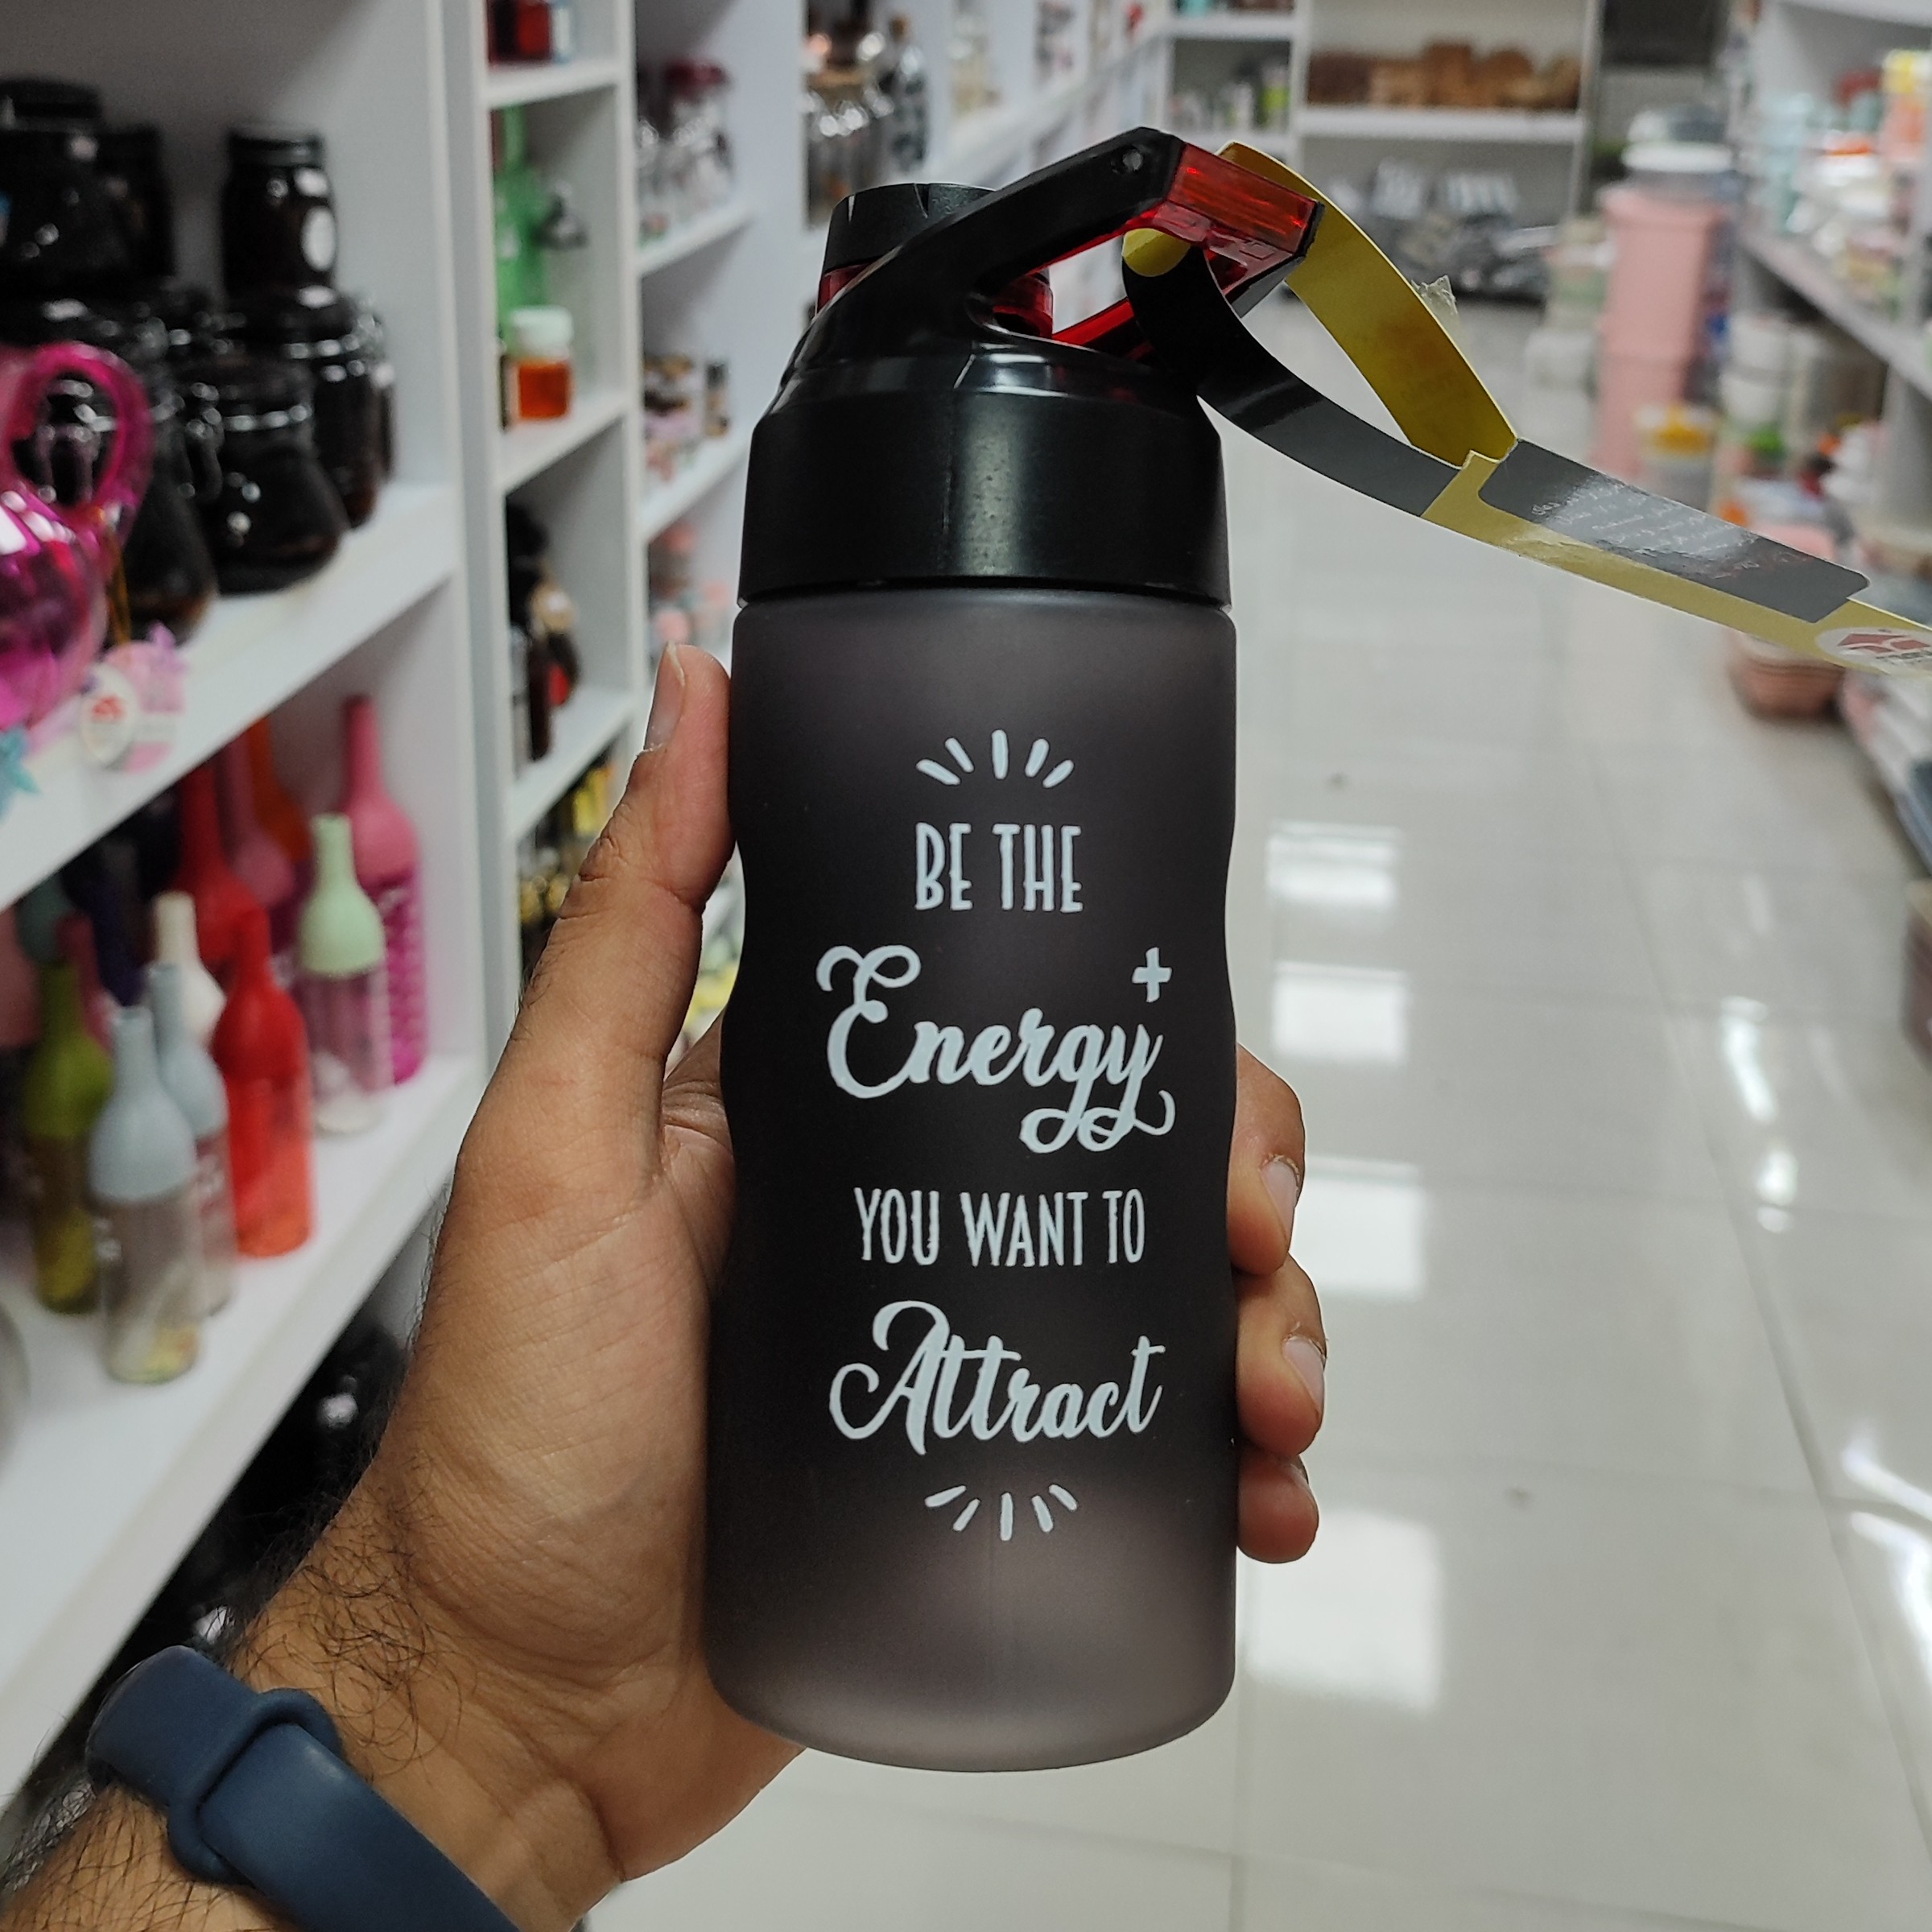 BE THE
Energy+
YOU WANT TO
Attract